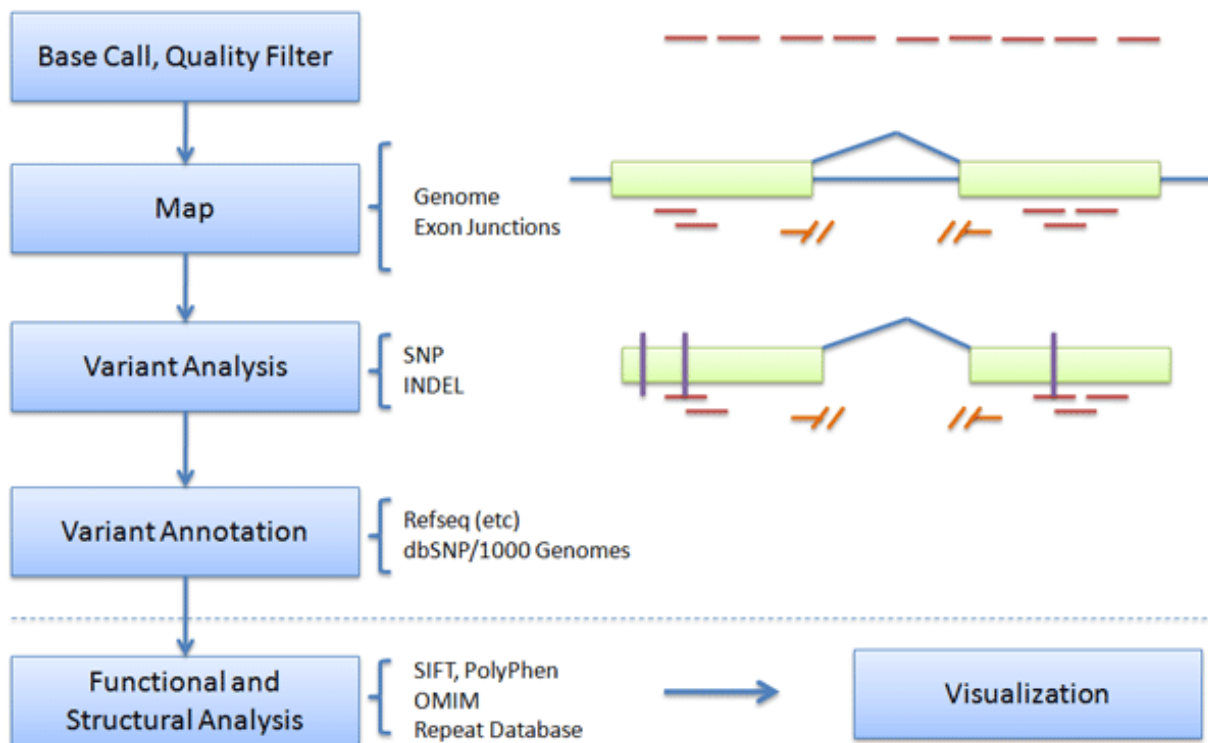 Base Call, Quality Filter
Map
Genome
Exon Junctions
Variant Analysis
SNP
INDEL
Variant Annotation
Refseq (etc)
dbSNP/1000 Genomes
Functional and
Structural Analysis
SIFT, PolyPhen
OMIM
Repeat Database
Visualization